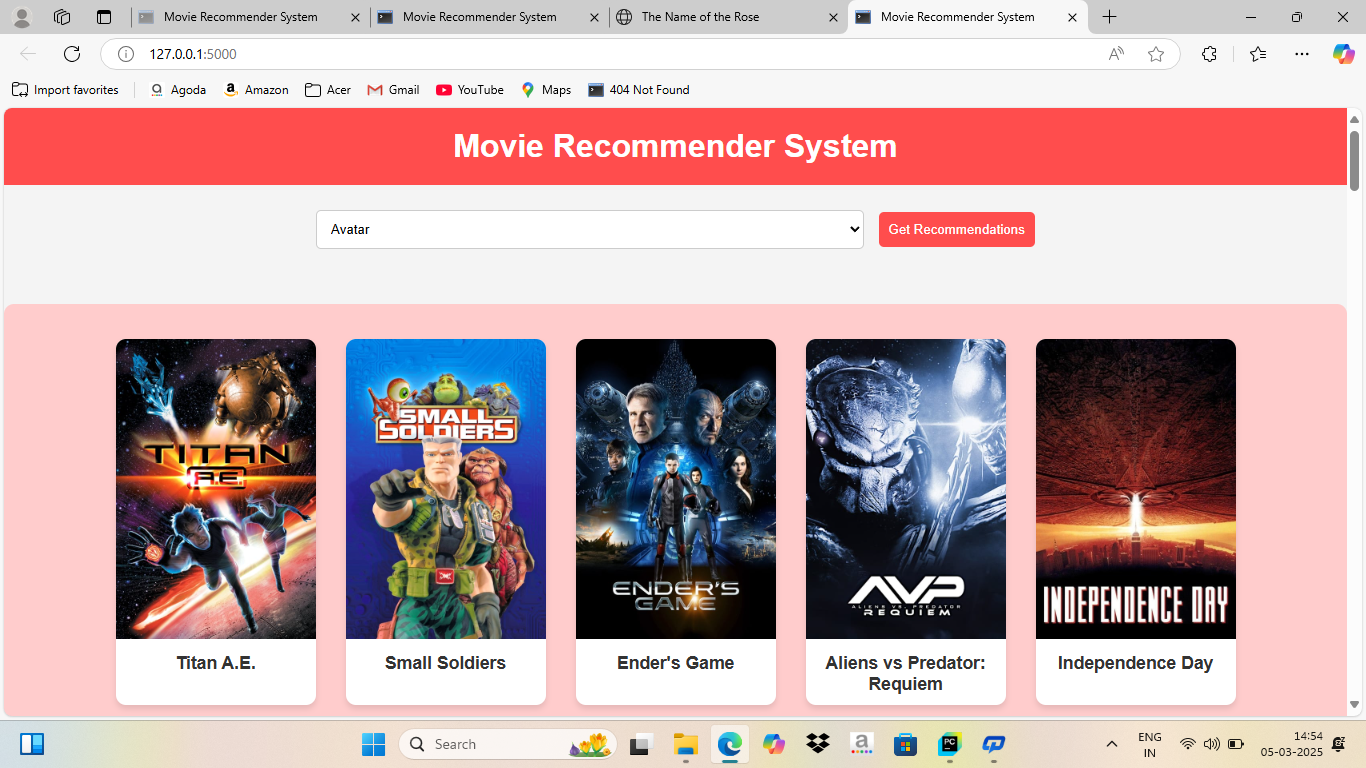 Movie Recommender System
Movie Recommender System
The Name of the Rose
Movie Recommender System
127.0.0.1:5000
Import favorites
Agoda
Amazon
Acer
Gmail
YouTube
Maps
404 Not Found
Movie Recommender System
Avatar
Get Recommendations
TITAN
A.E.
SMALL
SOLDIERS
ENDER'S
GAME
AVP
ALIENS VS. PREDATOR
REQUIEM
INDEPENDENCE DAY
Titan A.E.
Small Soldiers
Ender's Game
Aliens vs Predator:
Requiem
Independence Day
Search
ENG
IN
14:54
05-03-2025